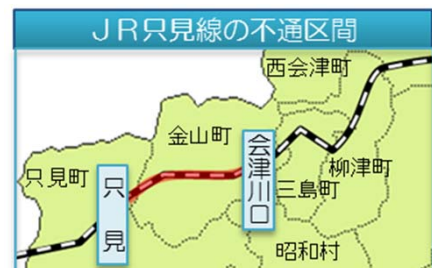 ＪＲ只見線の不通区間
西会津町
金山町
会津川口
柳津町
只見町
只見
三島町
昭和村